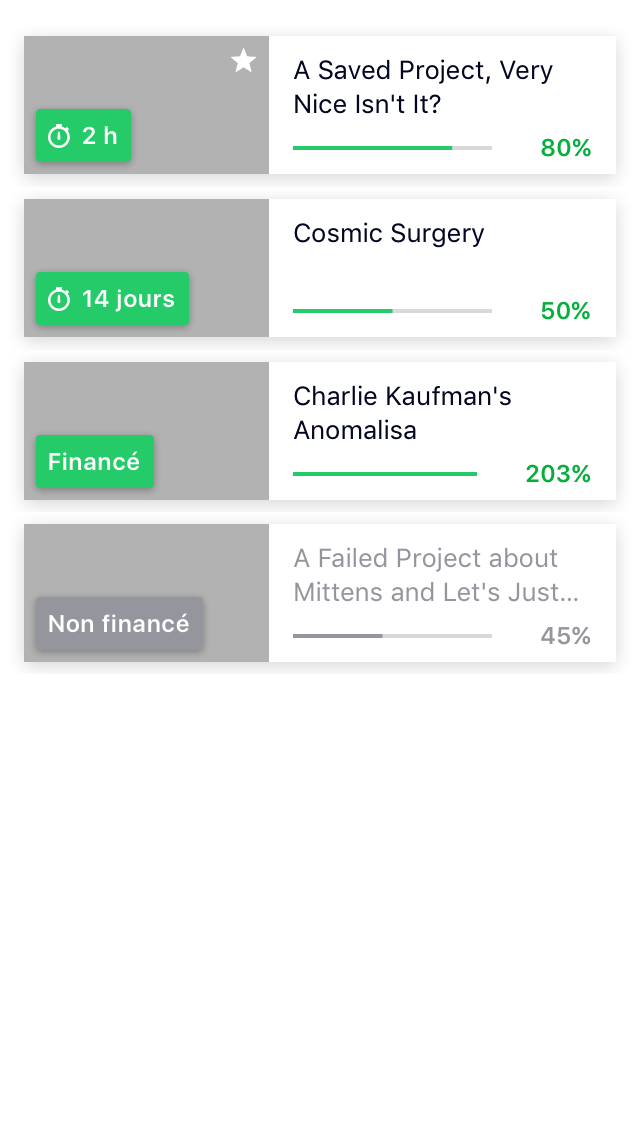 2 h
A Saved Project, Very
Nice Isn't It?
80%
14 jours
Cosmic Surgery
50%
Financé
Charlie Kaufman's
Anomalisa
203%
Non financé
A Failed Project about
Mittens and Let's Just...
45%